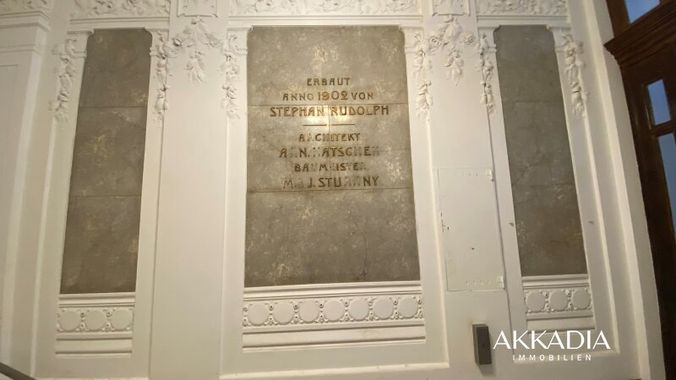 ERBAUT
ANNO 1902 VON
STEPHAN RUDOLPH
ARCHITEKT
BAUMEISTER
AKKADIA
IMMOBILIEN